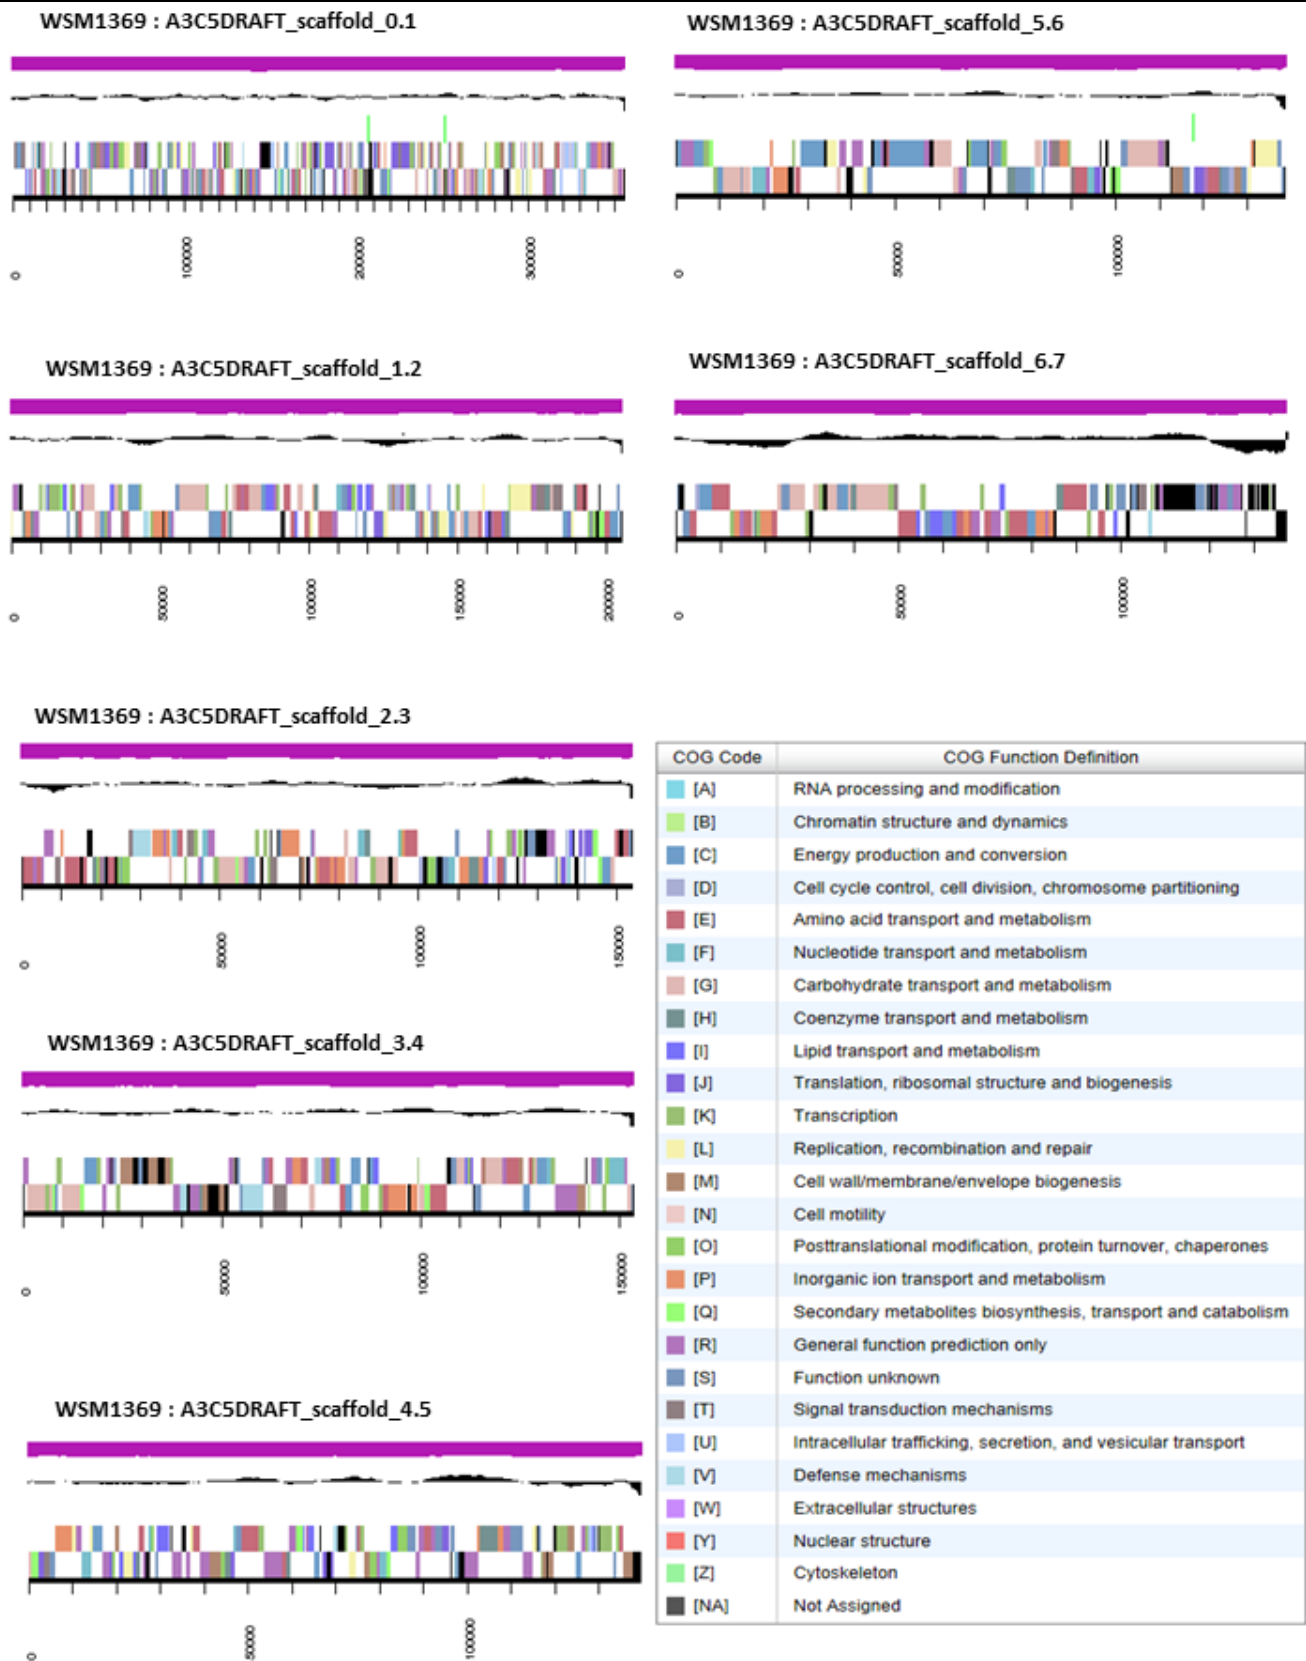 WSM1369 : A3C5DRAFT_scaffold_0.1
0
100000
200000
300000
WSM1369 : A3C5DRAFT_scaffold_5.6
0
50000
100000
WSM1369 : A3C5DRAFT_scaffold_1.2
0
50000
100000
150000
200000
WSM1369 : A3C5DRAFT_scaffold_6.7
0
50000
100000
WSM1369 : A3C5DRAFT_scaffold_2.3
0
50000
100000
150000
WSM1369 : A3C5DRAFT_scaffold_3.4
0
50000
100000
150000
WSM1369 : A3C5DRAFT_scaffold_4.5
0
50000
100000
COG Code COG Function Definition
[A] RNA processing and modification
[B] Chromatin structure and dynamics
[C] Energy production and conversion
[D] Cell cycle control, cell division, chromosome partitioning
[E] Amino acid transport and metabolism
[F] Nucleotide transport and metabolism
[G] Carbohydrate transport and metabolism
[H] Coenzyme transport and metabolism
[I] Lipid transport and metabolism
[J] Translation, ribosomal structure and biogenesis
[K] Transcription
[L] Replication, recombination and repair
[M] Cell wall/membrane/envelope biogenesis
[N] Cell motility
[O] Posttranslational modification, protein turnover, chaperones
[P] Inorganic ion transport and metabolism
[Q] Secondary metabolites biosynthesis, transport and catabolism
[R] General function prediction only
[S] Function unknown
[T] Signal transduction mechanisms
[U] Intracellular trafficking, secretion, and vesicular transport
[V] Defense mechanisms
[W] Extracellular structures
[Y] Nuclear structure
[Z] Cytoskeleton
[NA] Not Assigned